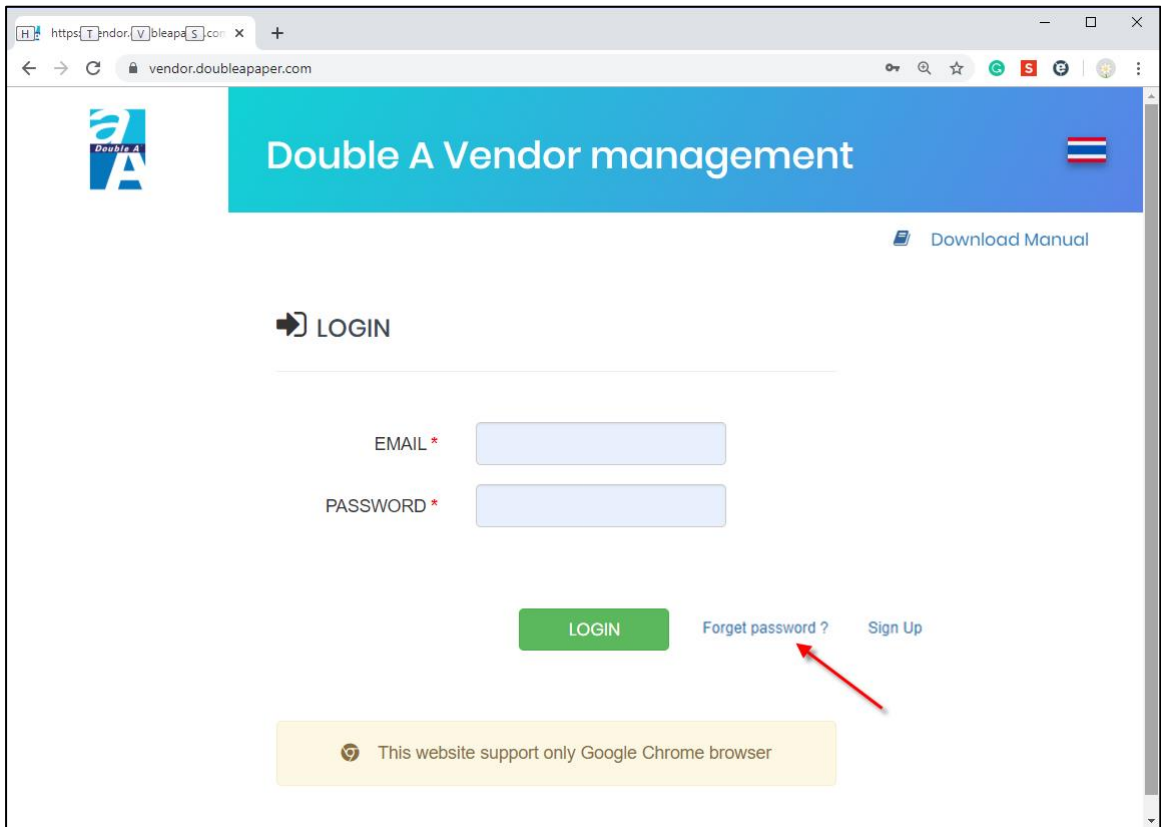 vendor.doubleapaper.com
Double A
Double A Vendor management
Download Manual
LOGIN
EMAIL *
PASSWORD *
LOGIN Forget password ? Sign Up
This website support only Google Chrome browser